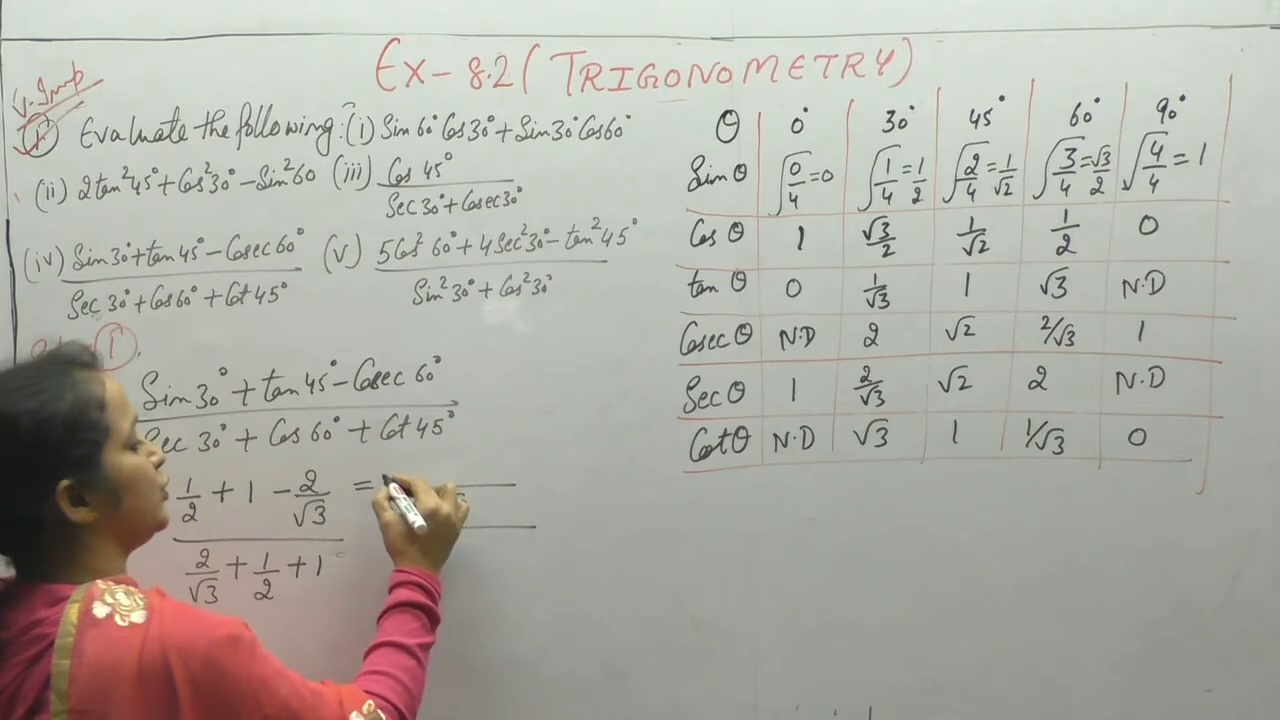 Ex-8.2 (TRIGONOMETRY)
V.Imp
① Evaluate the following: (i) Sin 60° Cos 30° + Sin 30° Cos 60°
(ii) 2 tan² 45° + Cos² 30° - Sin² 60 (iii) Cos 45°
Sec 30° + Cosec 30°
(iv) Sin 30° + tan 45° - Cosec 60° (v) 5 Cos² 60° + 4 Sec² 30° - tan² 45°
Sec 30° + Cos 60° + Cot 45° Sin² 30° + Cos² 30°
Sin 30° + tan 45° - Cosec 60°
Sec 30° + Cos 60° + Cot 45°
1/2 + 1 - 2/√3 =
2/√3 + 1/2 + 1
θ 0° 30° 45° 60° 90°
Sin θ √0/4 = 0 √1/4 = 1/2 √2/4 = 1/√2 √3/4 = √3/2 √4/4 = 1
Cos θ 1 √3/2 1/√2 1/2 0
tan θ 0 1/√3 1 √3 N.D
Cosec θ N.D 2 √2 2/√3 1
Sec θ 1 2/√3 √2 2 N.D
Cot θ N.D √3 1 1/√3 0